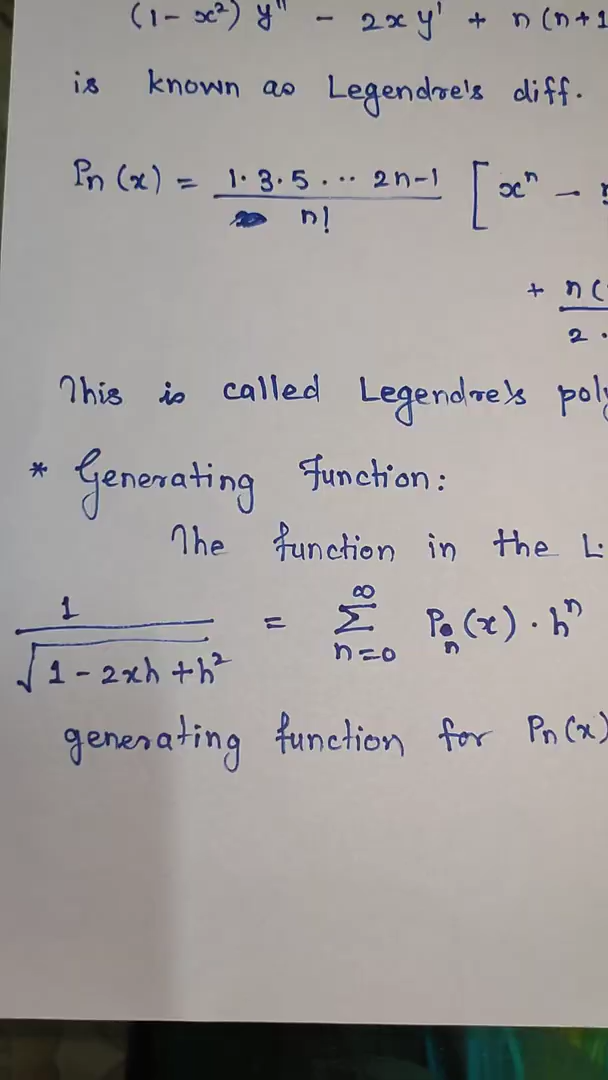 (1 - x²) y" - 2x y' + n(n+1
is known as Legendre's diff.
Pn(x) = 1·3·5···· 2n-1 / n! [ xⁿ -
+ n( / 2 ·
This is called Legendre's poly
* Generating Function:
The function in the L.
1 / √(1 - 2xh + h²) = ∞ Σ n=0 Pn(x) · hⁿ
generating function for Pn(x)